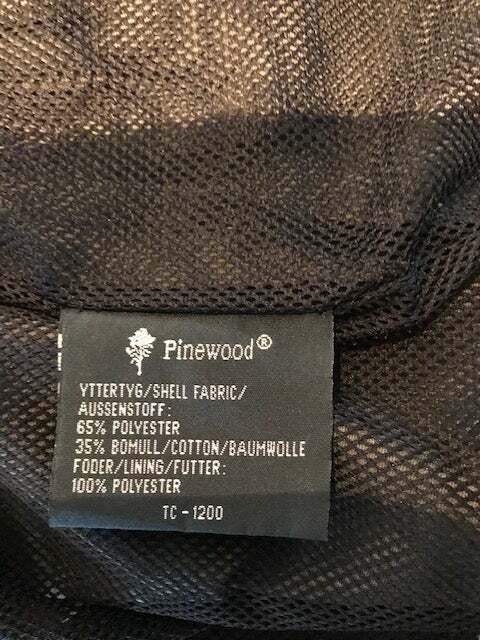 Pinewood®
YTTERTYG/SHELL FABRIC/
AUSSENSTOFF:
65% POLYESTER
35% BOMULL/COTTON/BAUMWOLLE
FODER/LINING/FUTTER:
100% POLYESTER
TC-1200